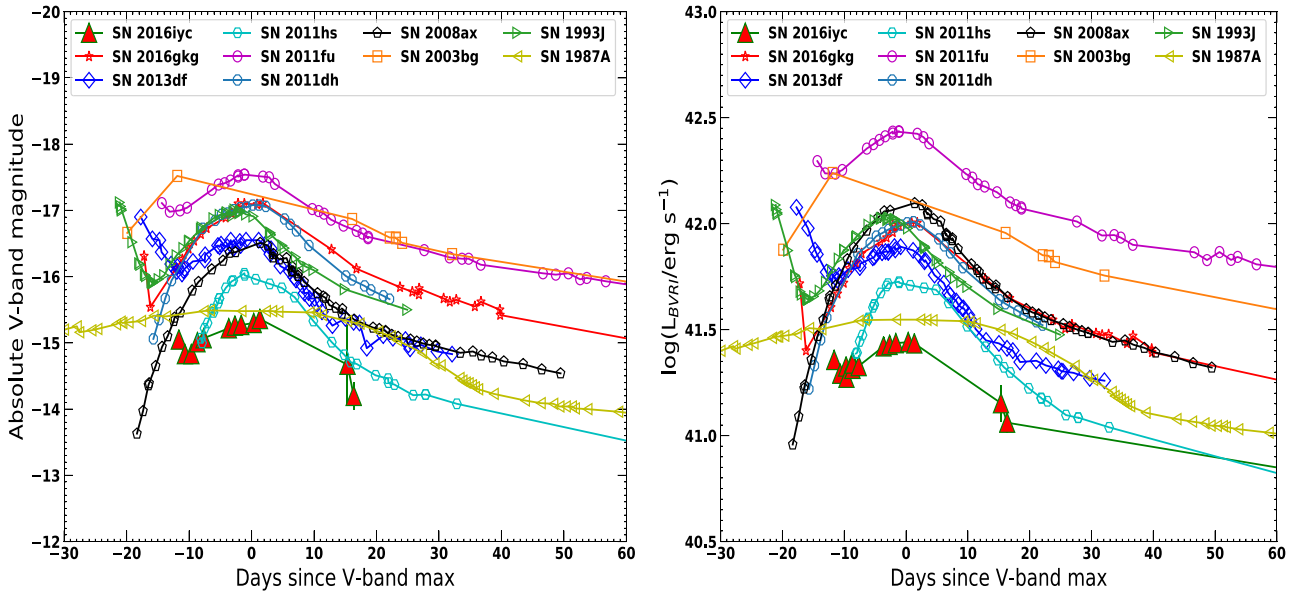 SN 2016iyc SN 2011hs SN 2008ax SN 1993J
SN 2016gkg SN 2011fu SN 2003bg SN 1987A
SN 2013df SN 2011dh
−20
−19
−18
−17
−16
−15
−14
−13
−12
Absolute V-band magnitude
−30 −20 −10 0 10 20 30 40 50 60
Days since V-band max
SN 2016iyc SN 2011hs SN 2008ax SN 1993J
SN 2016gkg SN 2011fu SN 2003bg SN 1987A
SN 2013df SN 2011dh
43.0
42.5
42.0
41.5
41.0
40.5
log(L_BVRI/erg s⁻¹)
−30 −20 −10 0 10 20 30 40 50 60
Days since V-band max